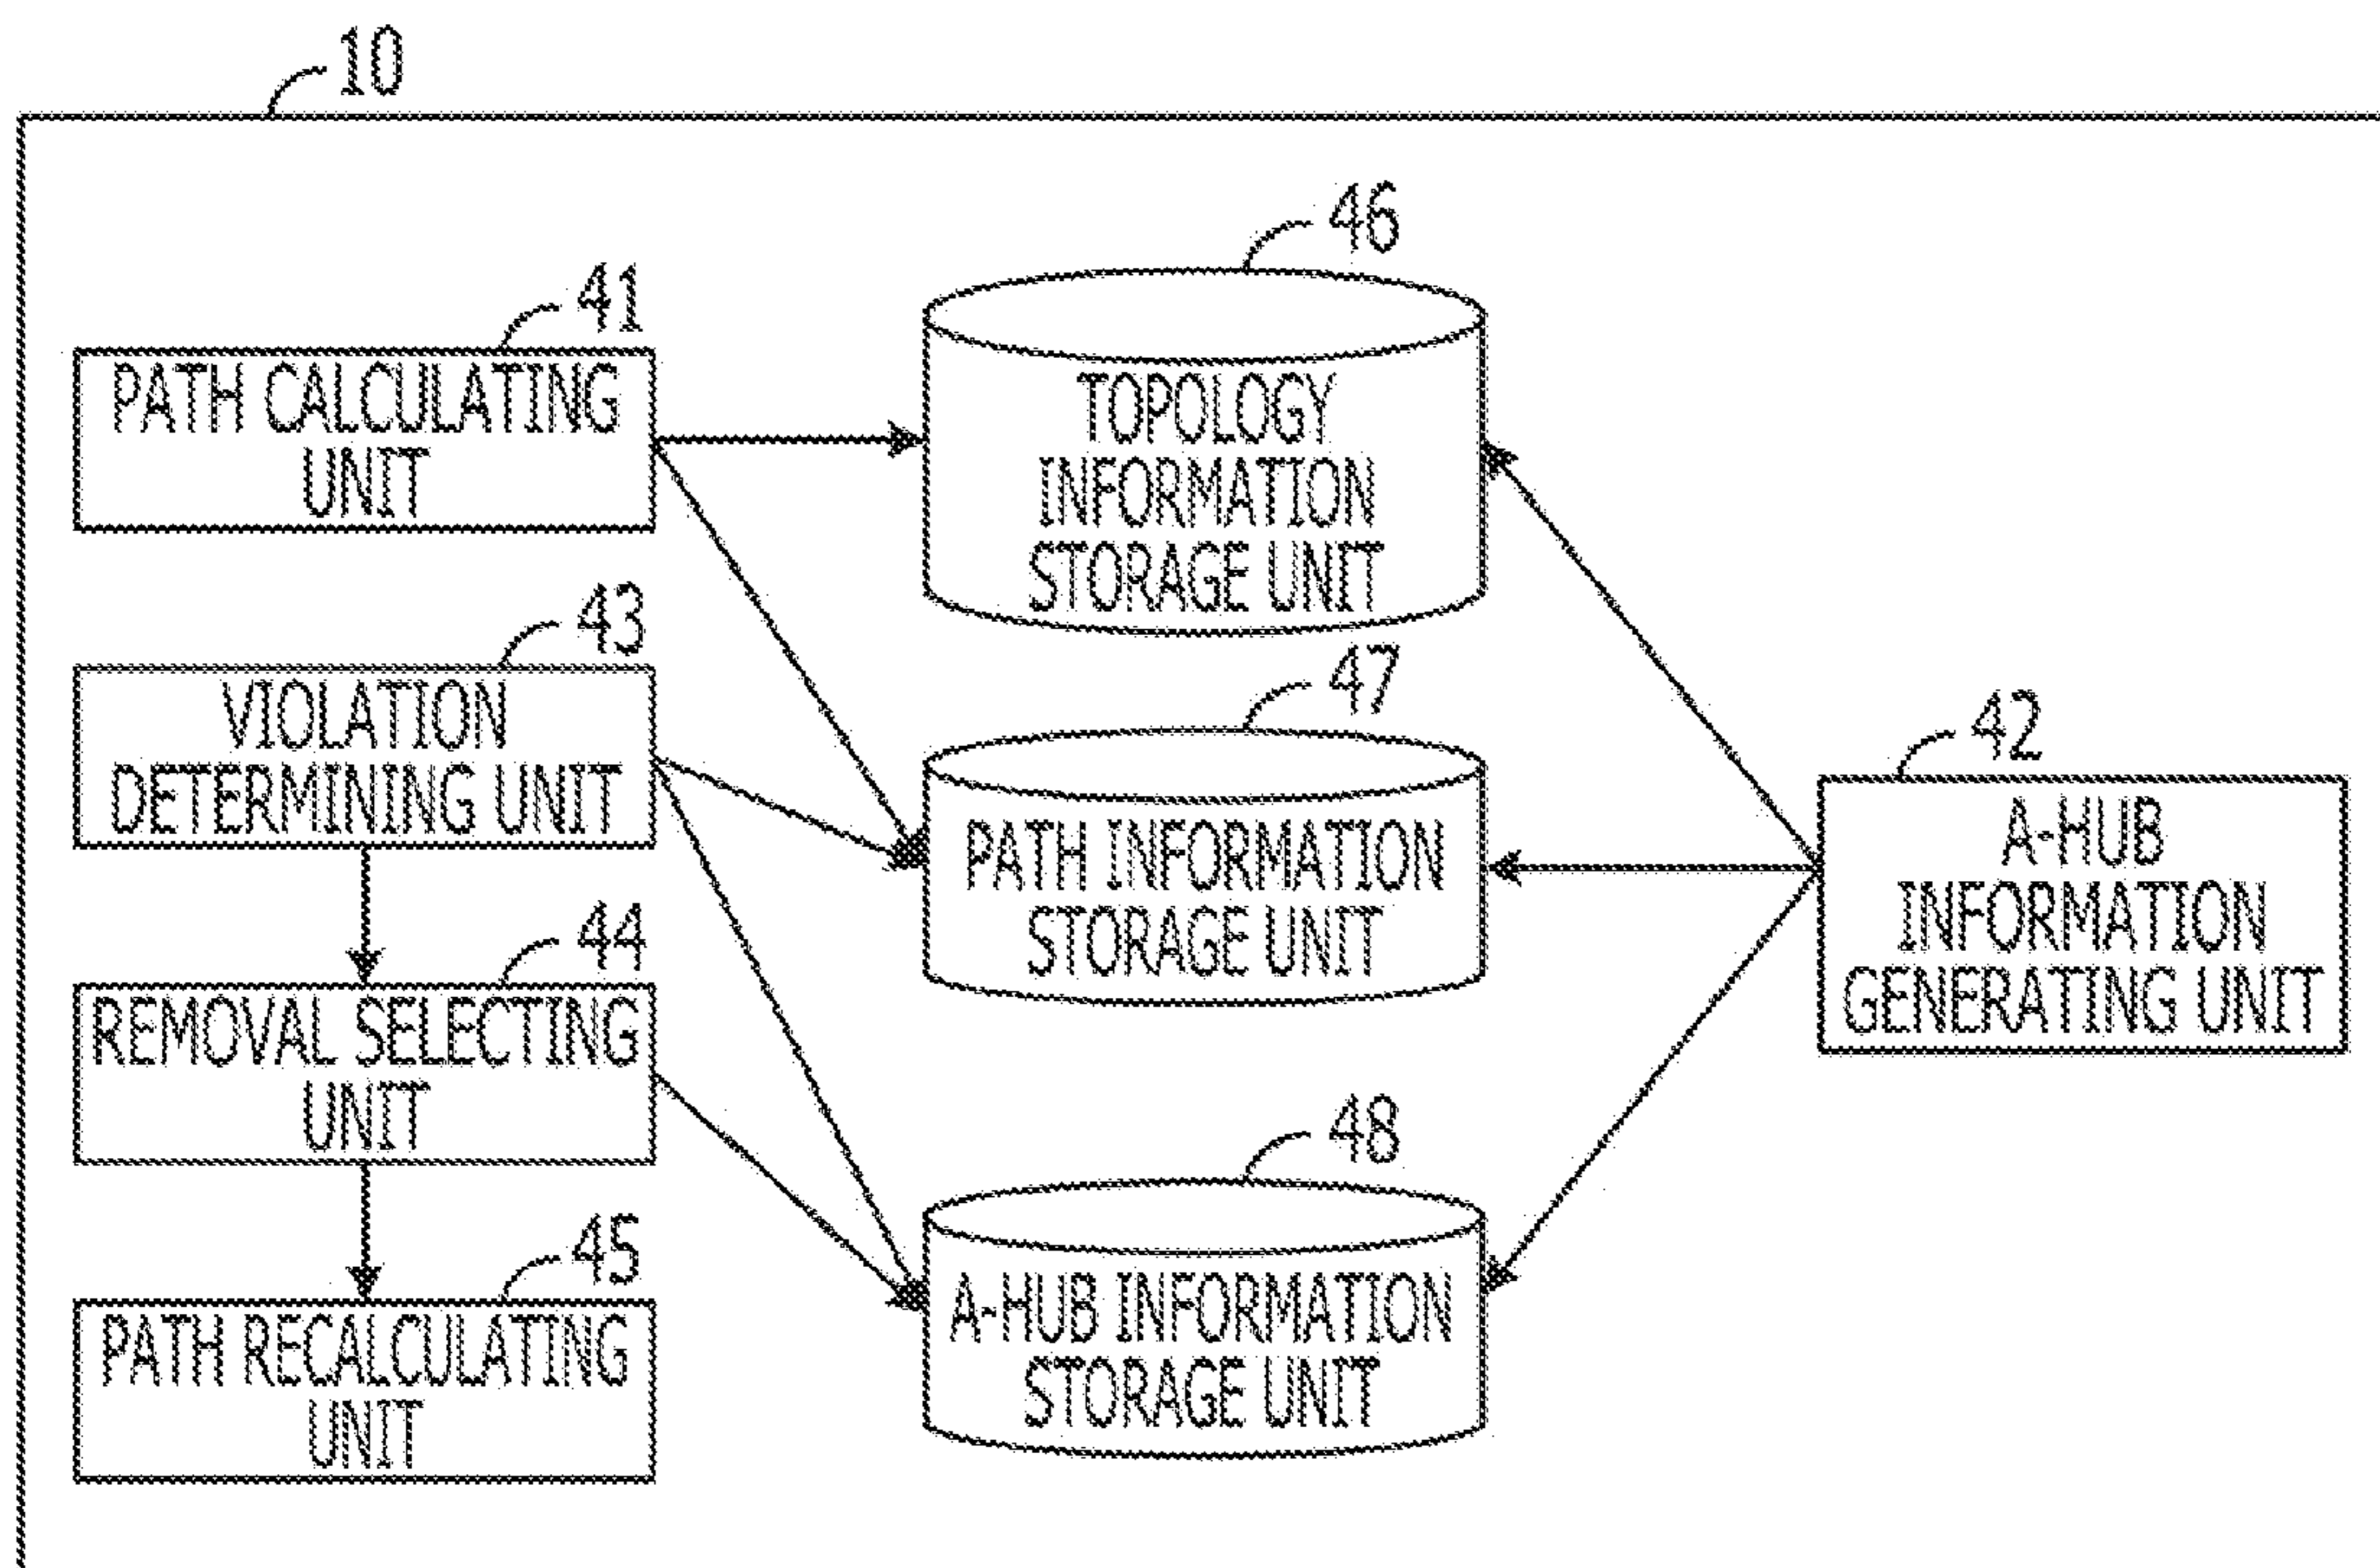 10
46
41
PATH CALCULATING
UNIT
TOPOLOGY
INFORMATION
STORAGE UNIT
43
VIOLATION
DETERMINING UNIT
47
PATH INFORMATION
STORAGE UNIT
42
A-HUB
INFORMATION
GENERATING UNIT
44
REMOVAL SELECTING
UNIT
48
A-HUB INFORMATION
STORAGE UNIT
45
PATH RECALCULATING
UNIT